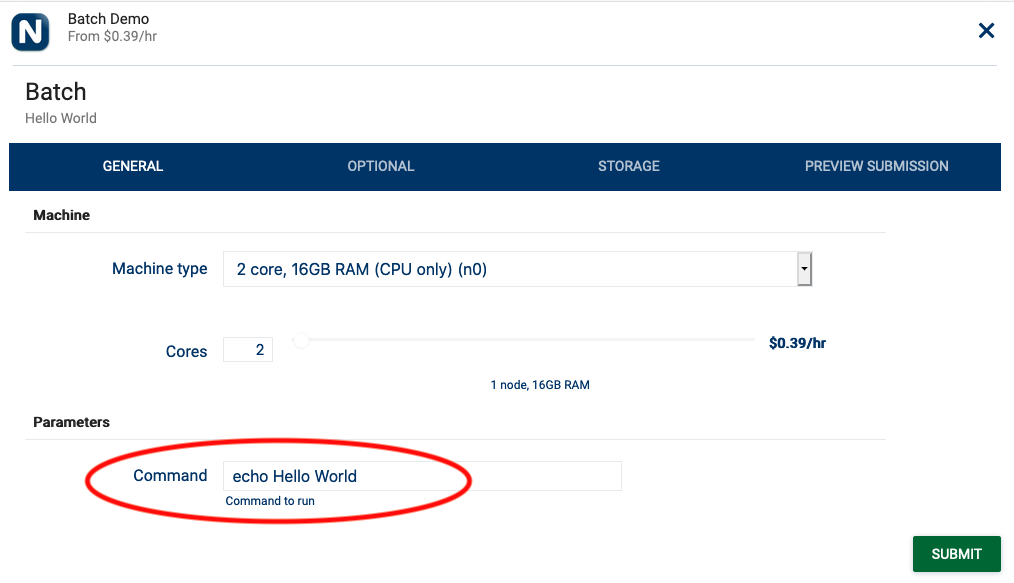 N
Batch Demo
From $0.39/hr
Batch
Hello World
GENERAL OPTIONAL STORAGE PREVIEW SUBMISSION
Machine
Machine type 2 core, 16GB RAM (CPU only) (n0)
Cores 2 $0.39/hr
1 node, 16GB RAM
Parameters
Command echo Hello World
Command to run
SUBMIT